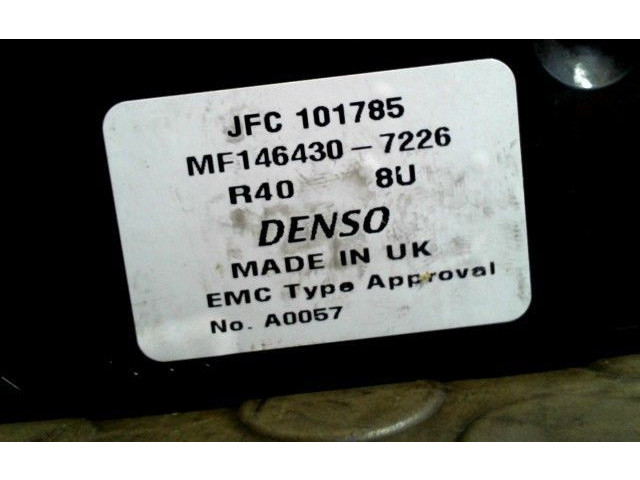 JFC 101785
MF146430-7226
R40 8U
DENSO
MADE IN UK
EMC Type Approval
No. A0057